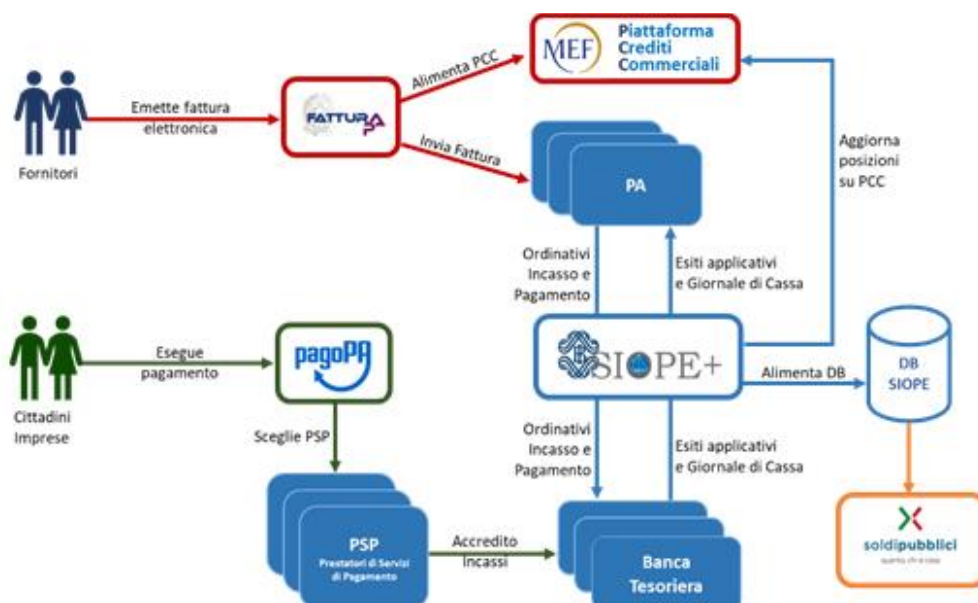 MEF
Piattaforma
Crediti
Commerciali
Alimenta PCC
Emette fattura
elettronica
FATTURA
PA
Fornitori
Invia Fattura
PA
Aggiorna
posizioni
su PCC
Ordinativi
Incasso e
Pagamento
Esiti applicativi
e Giornale di Cassa
Esegue
pagamento
pagoPA
SIOPE+
Alimenta DB
DB
SIOPE
Cittadini
Imprese
Sceglie PSP
Ordinativi
Incasso e
Pagamento
Esiti applicativi
e Giornale di Cassa
PSP
Prestatori di Servizi
di Pagamento
Accredito
Incassi
Banca
Tesoriera
soldipubblici